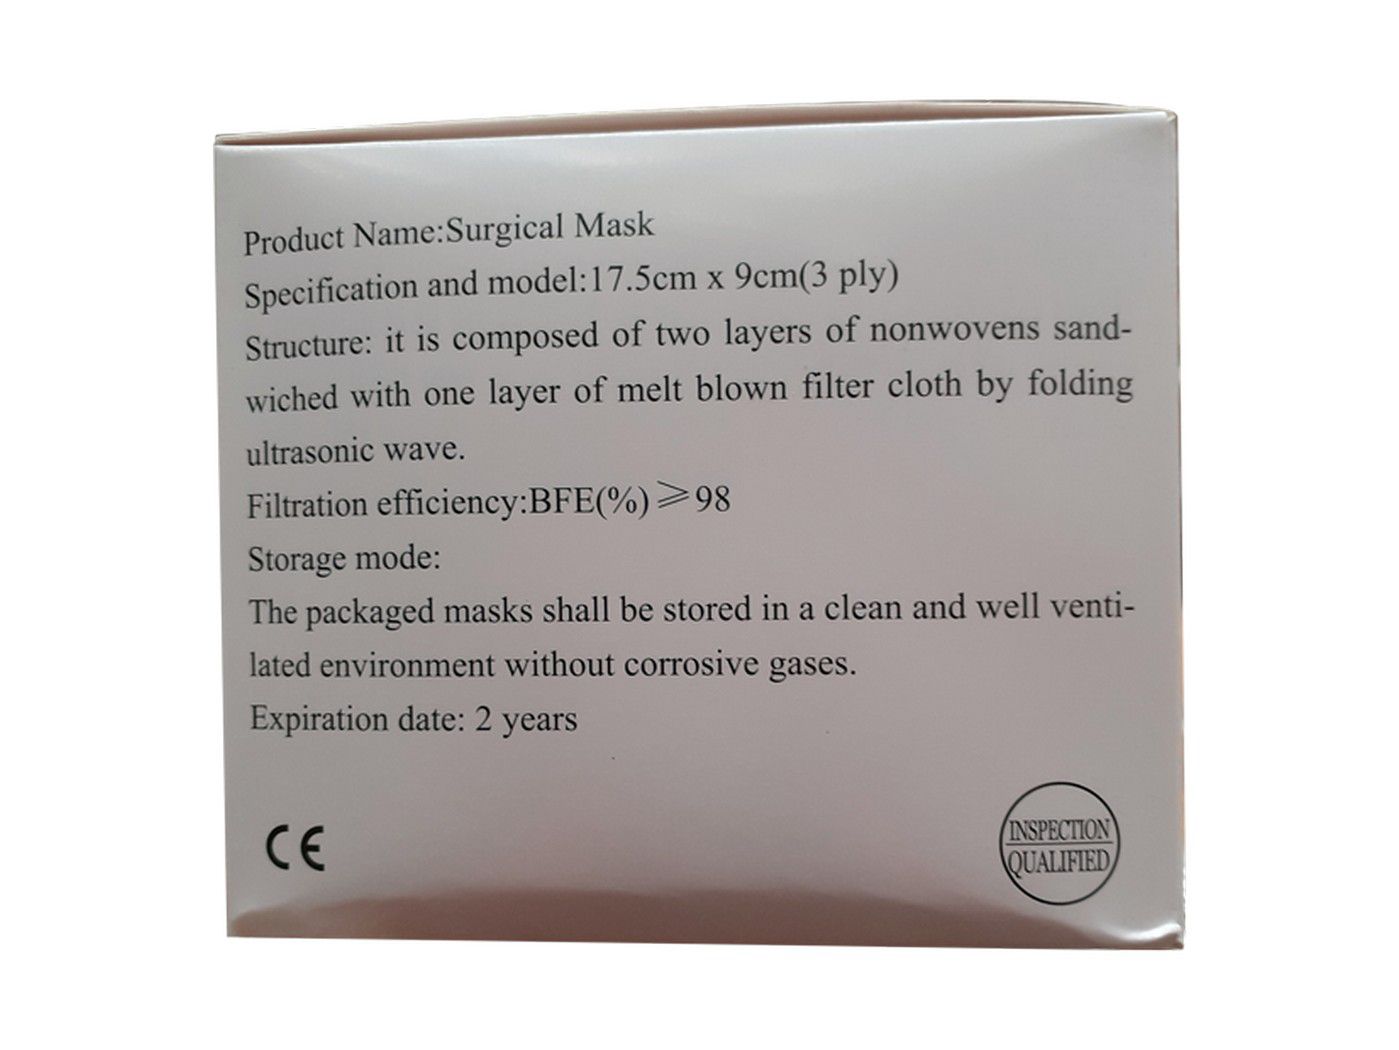 Product Name:Surgical Mask
Specification and model:17.5cm x 9cm(3 ply)
Structure: it is composed of two layers of nonwovens sand-
wiched with one layer of melt blown filter cloth by folding
ultrasonic wave.
Filtration efficiency:BFE(%)⩾98
Storage mode:
The packaged masks shall be stored in a clean and well venti-
lated environment without corrosive gases.
Expiration date: 2 years
CE
INSPECTION
QUALIFIED